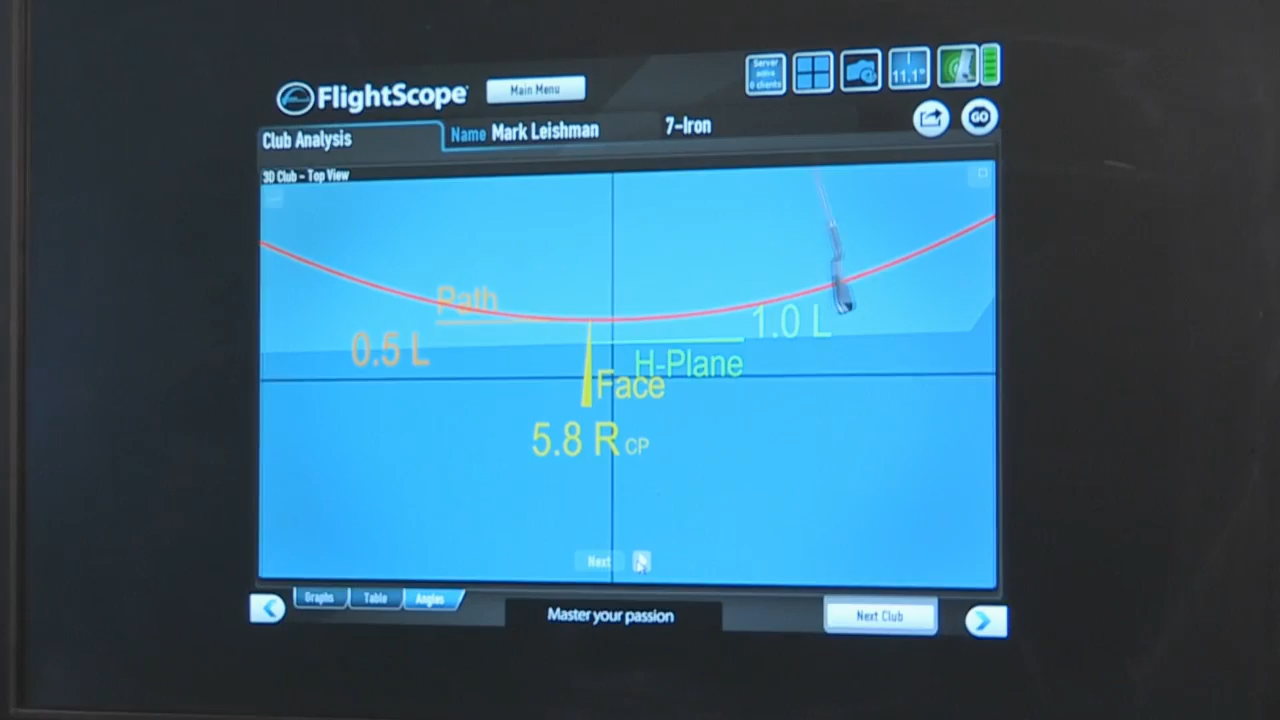 FlightScope
Main Menu
Server active 0 clients
11.1°
GO
Club Analysis
Name Mark Leishman
7-Iron
3D Club - Top View
Path
0.5 L
1.0 L
H-Plane
Face
5.8 R CP
Next
Graphs
Table
Angles
Master your passion
Next Club